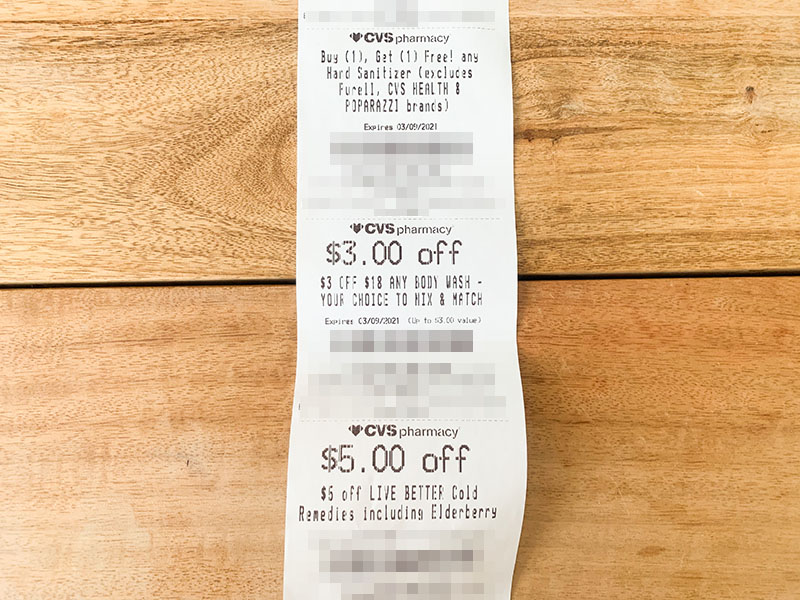 CVS pharmacy
Buy (1), Get (1) Free! any
Hand Sanitizer (excludes
Purell, CVS HEALTH &
POPARAZZI brands)
Expires 03/09/2021
CVS pharmacy
$3.00 off
$3 OFF $18 ANY BODY WASH -
YOUR CHOICE TO MIX & MATCH
Expires 03/09/2021 (Up to $3.00 value)
CVS pharmacy
$5.00 off
$5 off LIVE BETTER Cold
Remedies including Elderberry